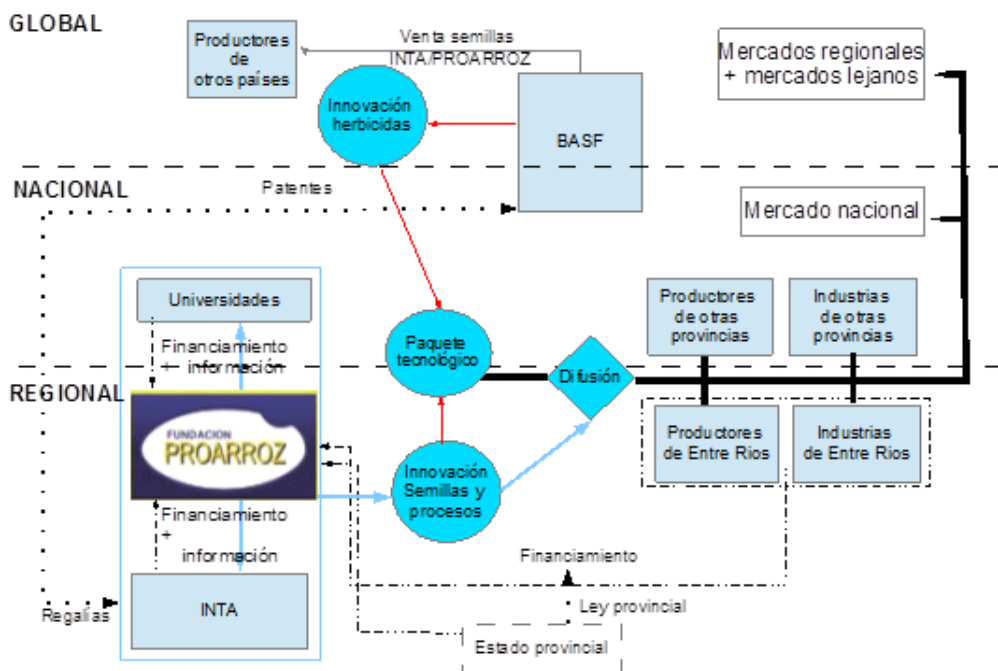 GLOBAL
Productores
de
otros países
Venta semillas
INTA/PROARROZ
Mercados regionales
+ mercados lejanos
Innovación
herbicidas
BASF
NACIONAL
Patentes
Mercado nacional
Universidades
Financiamiento
+ información
Paquete
tecnológico
Difusión
Productores
de otras
provincias
Industrias
de otras
provincias
REGIONAL
FUNDACION
PROARROZ
Innovación
Semillas y
procesos
Productores
de Entre Rios
Industrias
de Entre Rios
Financiamiento
+
información
INTA
Regalías
Financiamiento
Ley provincial
Estado provincial